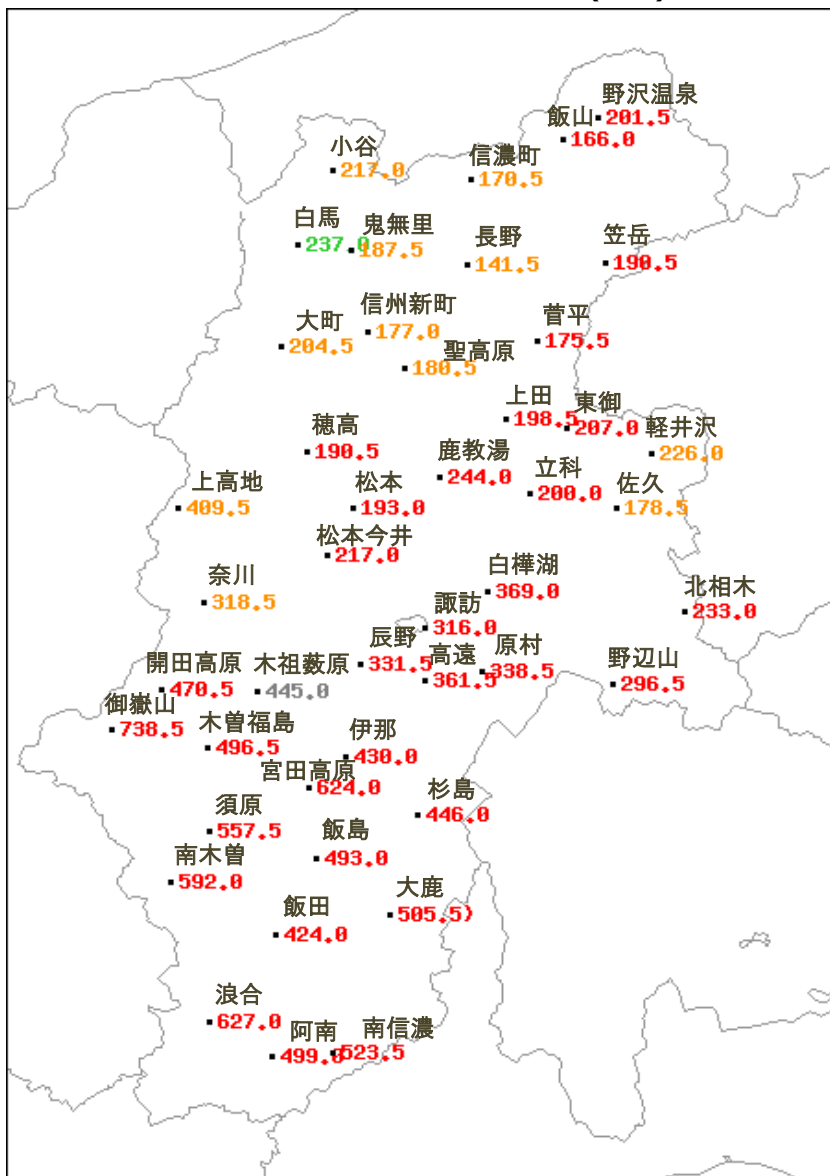 野沢温泉
201.5
飯山
166.0
小谷
217.0
信濃町
170.5
白馬
237.0
鬼無里
187.5
長野
141.5
笠岳
190.5
信州新町
177.0
大町
204.5
菅平
175.5
聖高原
180.5
上田
198.5
東御
207.0
穂高
190.5
軽井沢
226.0
鹿教湯
244.0
立科
200.0
上高地
409.5
松本
193.0
佐久
178.5
松本今井
217.0
白樺湖
369.0
奈川
318.5
諏訪
316.0
北相木
233.0
辰野
331.5
高遠
361.5
原村
338.5
野辺山
296.5
開田高原
470.5
木祖薮原
445.0
御嶽山
738.5
木曽福島
496.5
伊那
430.0
宮田高原
624.0
杉島
446.0
須原
557.5
飯島
493.0
南木曽
592.0
大鹿
505.5)
飯田
424.0
浪合
627.0
阿南
499.0
南信濃
523.5